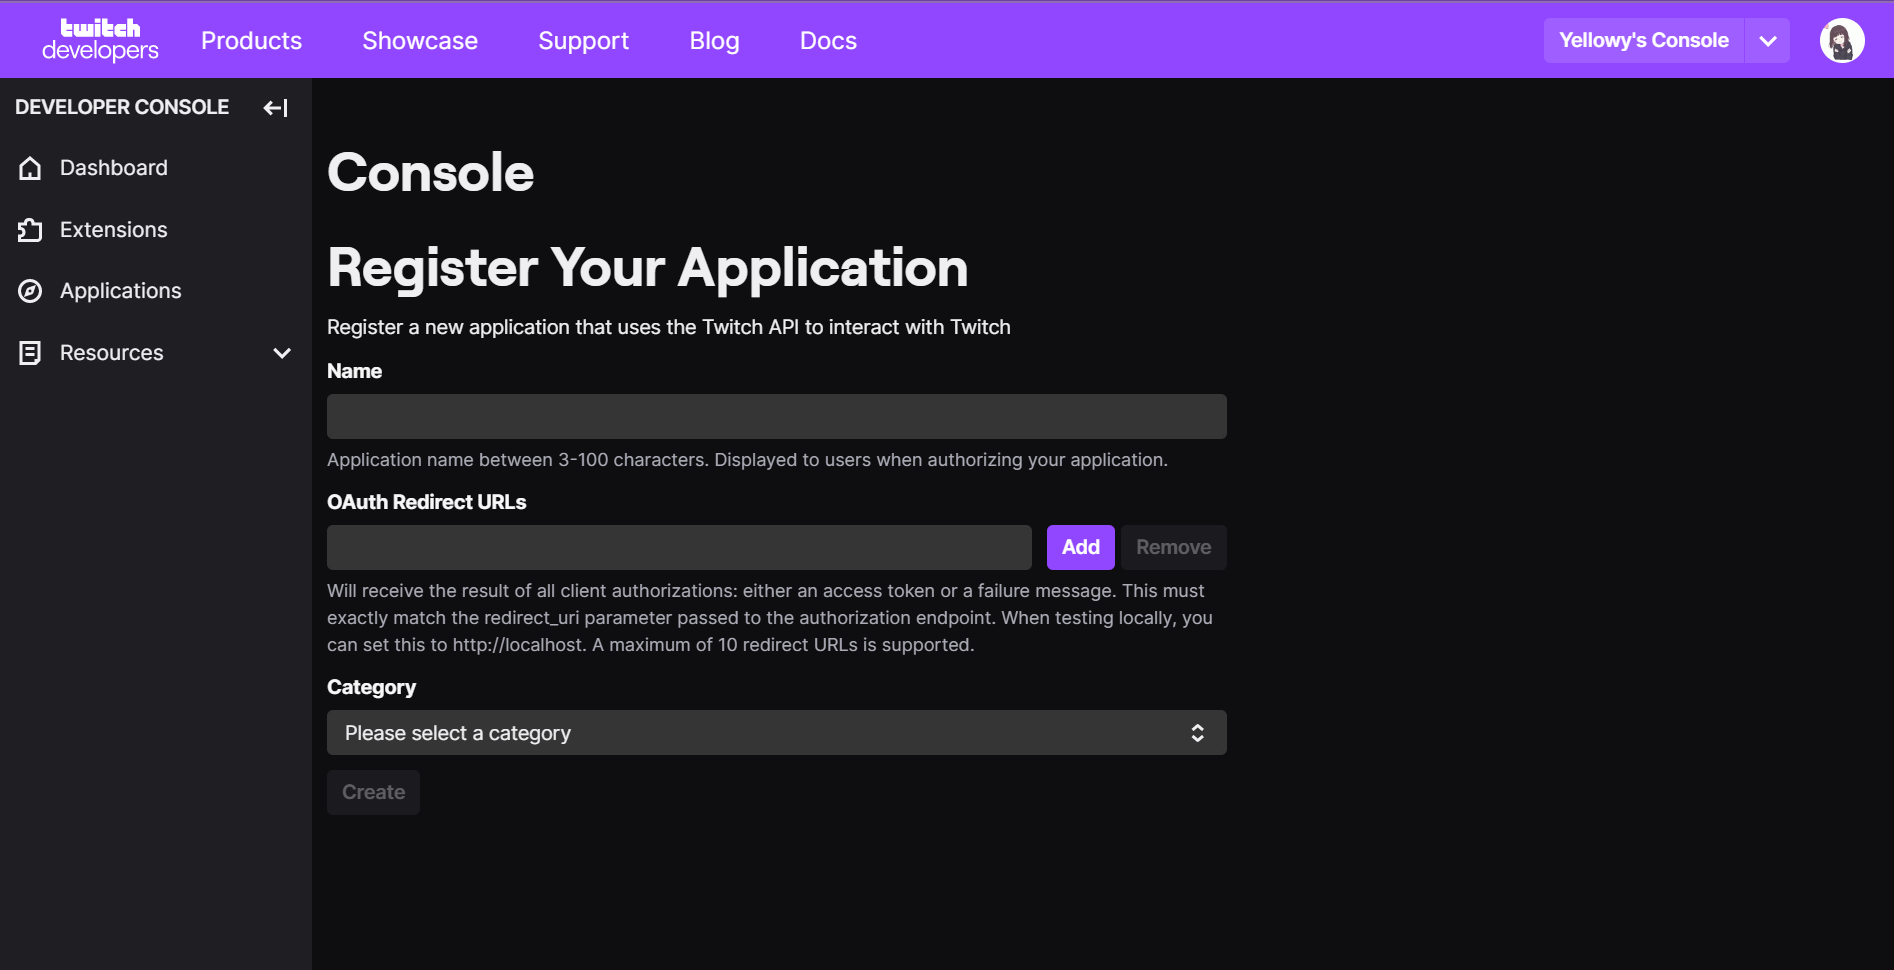 twitch
developers
Products
Showcase
Support
Blog
Docs
Yellowy's Console
DEVELOPER CONSOLE
Dashboard
Extensions
Applications
Resources
Console
Register Your Application
Register a new application that uses the Twitch API to interact with Twitch
Name
Application name between 3-100 characters. Displayed to users when authorizing your application.
OAuth Redirect URLs
Add
Remove
Will receive the result of all client authorizations: either an access token or a failure message. This must
exactly match the redirect_uri parameter passed to the authorization endpoint. When testing locally, you
can set this to http://localhost. A maximum of 10 redirect URLs is supported.
Category
Please select a category
Create